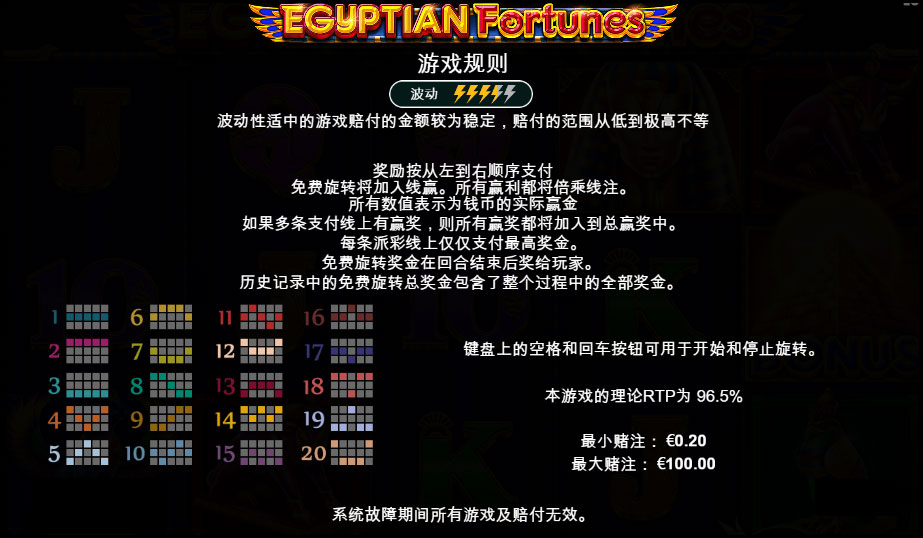 EGYPTIAN Fortunes
游戏规则
波动
波动性适中的游戏赔付的金额较为稳定，赔付的范围从低到极高不等
奖励按从左到右顺序支付
免费旋转将加入线赢。所有赢利都将倍乘线注。
所有数值表示为钱币的实际赢金
如果多条支付线上有赢奖，则所有赢奖都将加入到总赢奖中。
每条派彩线上仅仅支付最高奖金。
免费旋转奖金在回合结束后奖给玩家。
历史记录中的免费旋转总奖金包含了整个过程中的全部奖金。
1 6 11 16
2 7 12 17
3 8 13 18
4 9 14 19
5 10 15 20
键盘上的空格和回车按钮可用于开始和停止旋转。
本游戏的理论RTP为 96.5%
最小赌注： €0.20
最大赌注： €100.00
系统故障期间所有游戏及赔付无效。